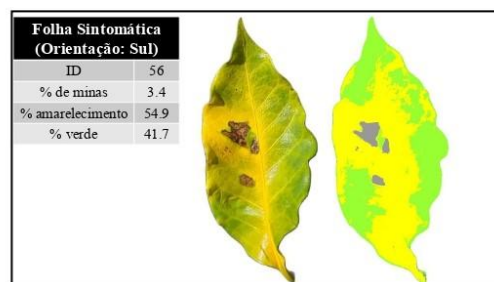 Folha Sintomática
(Orientação: Sul)
ID 56
% de minas 3.4
% amarelecimento 54.9
% verde 41.7